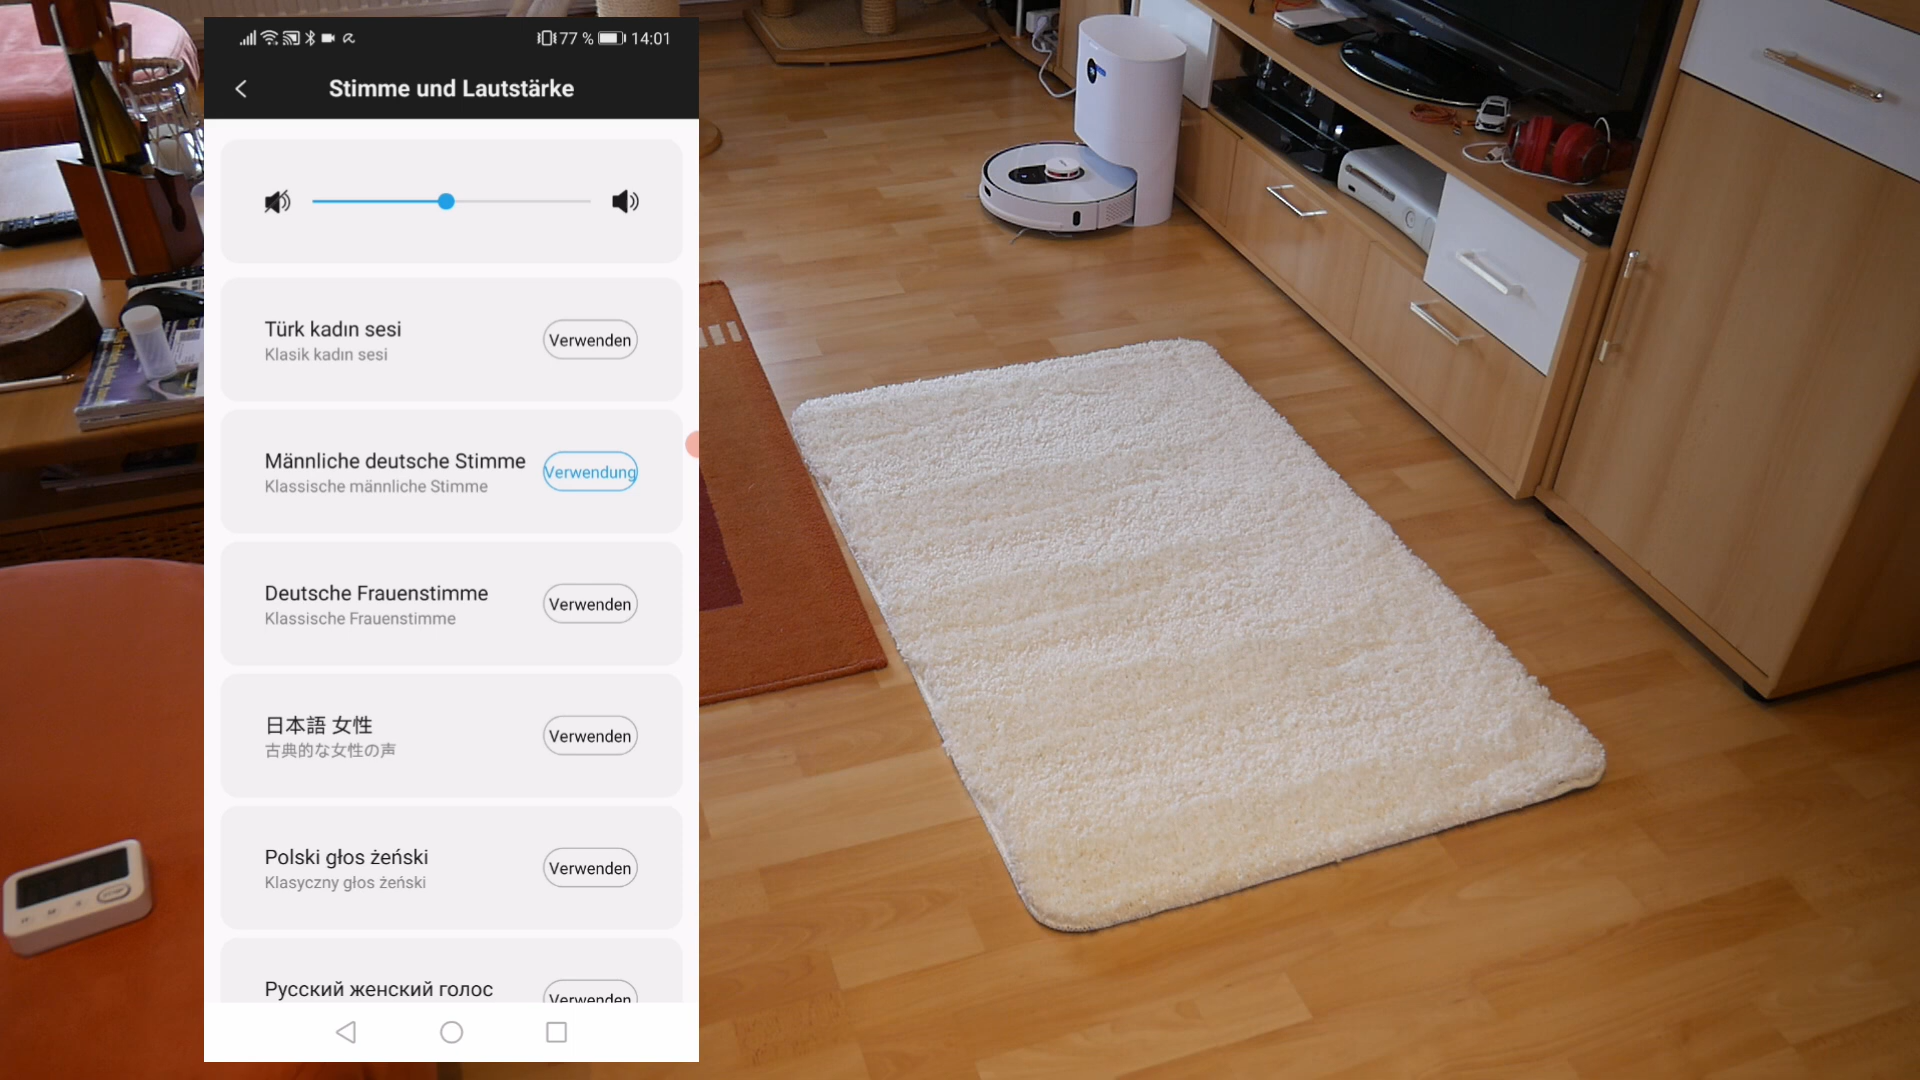 77 % 14:01
Stimme und Lautstärke
Türk kadın sesi
Klasik kadın sesi
Verwenden
Männliche deutsche Stimme
Klassische männliche Stimme
Verwendung
Deutsche Frauenstimme
Klassische Frauenstimme
Verwenden
日本語 女性
古典的な女性の声
Verwenden
Polski głos żeński
Klasyczny głos żeński
Verwenden
Русский женский голос
Verwenden